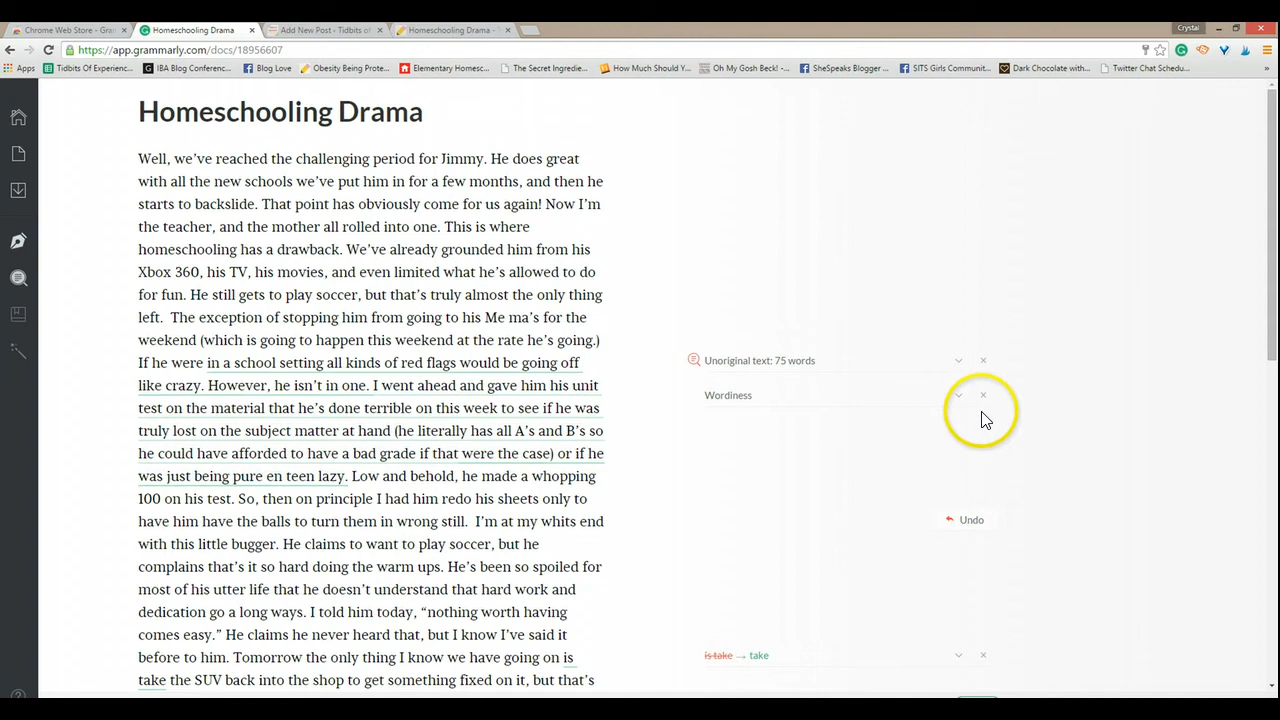 Crystal
Chrome Web Store - Gra
Homeschooling Drama
Add New Post - Tidbits of
Homeschooling Drama -
https://app.grammarly.com/docs/18956607
Apps
Tidbits Of Experienc...
IBA Blog Conferenc...
Blog Love
Obesity Being Prote...
Elementary Homesc...
The Secret Ingredie...
How Much Should Y...
Oh My Gosh Beck! -...
SheSpeaks Blogger ...
SITS Girls Communit...
Dark Chocolate with...
Twitter Chat Schedu...
»
Homeschooling Drama
Well, we’ve reached the challenging period for Jimmy. He does great
with all the new schools we’ve put him in for a few months, and then he
starts to backslide. That point has obviously come for us again! Now I’m
the teacher, and the mother all rolled into one. This is where
homeschooling has a drawback. We’ve already grounded him from his
Xbox 360, his TV, his movies, and even limited what he’s allowed to do
for fun. He still gets to play soccer, but that’s truly almost the only thing
left.  The exception of stopping him from going to his Me ma’s for the
weekend (which is going to happen this weekend at the rate he’s going.)
If he were in a school setting all kinds of red flags would be going off
like crazy. However, he isn’t in one. I went ahead and gave him his unit
test on the material that he’s done terrible on this week to see if he was
truly lost on the subject matter at hand (he literally has all A’s and B’s so
he could have afforded to have a bad grade if that were the case) or if he
was just being pure en teen lazy. Low and behold, he made a whopping
100 on his test. So, then on principle I had him redo his sheets only to
have him have the balls to turn them in wrong still.  I’m at my whits end
with this little bugger. He claims to want to play soccer, but he
complains that’s it so hard doing the warm ups. He’s been so spoiled for
most of his utter life that he doesn’t understand that hard work and
dedication go a long ways. I told him today, “nothing worth having
comes easy.” He claims he never heard that, but I know I’ve said it
before to him. Tomorrow the only thing I know we have going on is
take the SUV back into the shop to get something fixed on it, but that’s
Unoriginal text: 75 words
Wordiness
Undo
is take → take